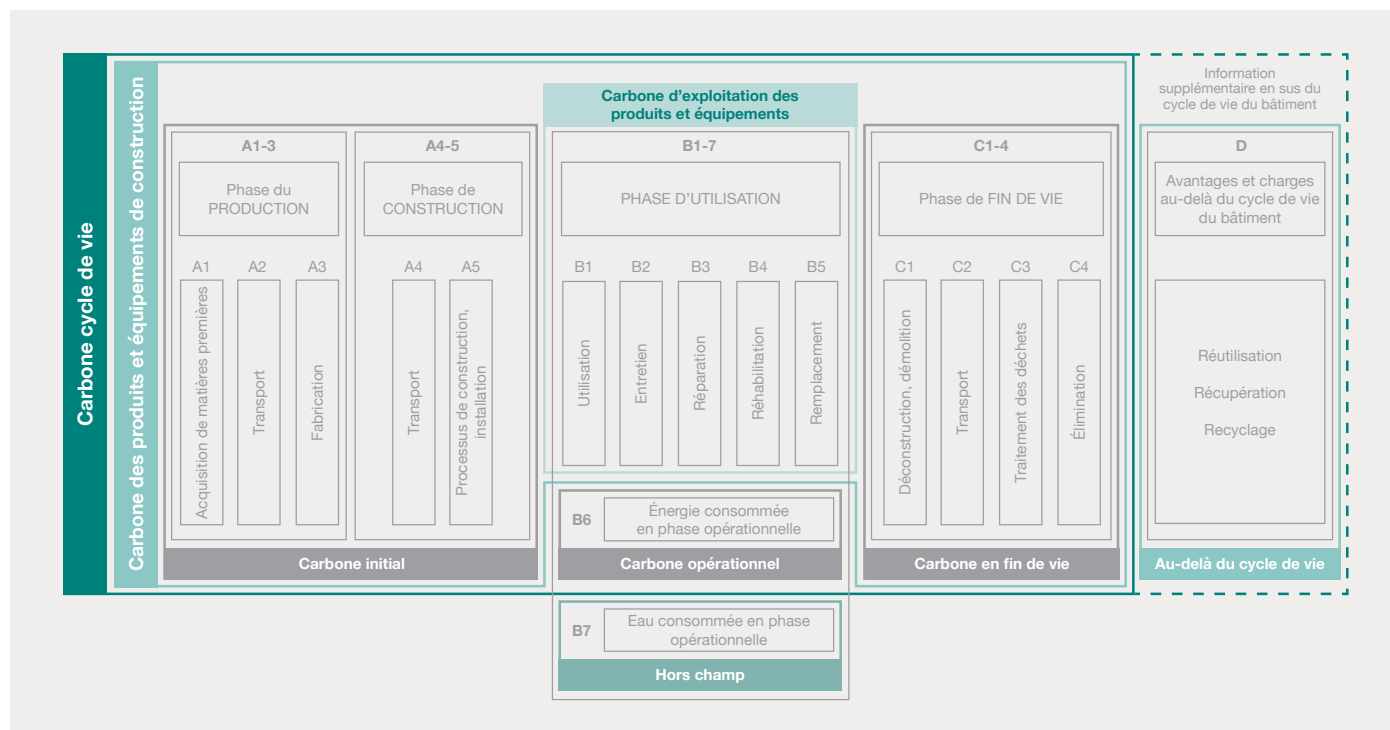 Carbone cycle de vie
Carbone des produits et équipements de construction
Information
supplémentaire en sus du
cycle de vie du bâtiment
Carbone d'exploitation des
produits et équipements
A1-3
Phase du
PRODUCTION
A1
Acquisition de matières premières
A2
Transport
A3
Fabrication
A4-5
Phase de
CONSTRUCTION
A4
Transport
A5
Processus de construction,
installation
Carbone initial
B1-7
PHASE D'UTILISATION
B1
Utilisation
B2
Entretien
B3
Réparation
B4
Réhabilitation
B5
Remplacement
B6
Énergie consommée
en phase opérationnelle
Carbone opérationnel
B7
Eau consommée en phase
opérationnelle
Hors champ
C1-4
Phase de FIN DE VIE
C1
Déconstruction, démolition
C2
Transport
C3
Traitement des déchets
C4
Élimination
Carbone en fin de vie
D
Avantages et charges
au-delà du cycle de vie
du bâtiment
Réutilisation
Récupération
Recyclage
Au-delà du cycle de vie